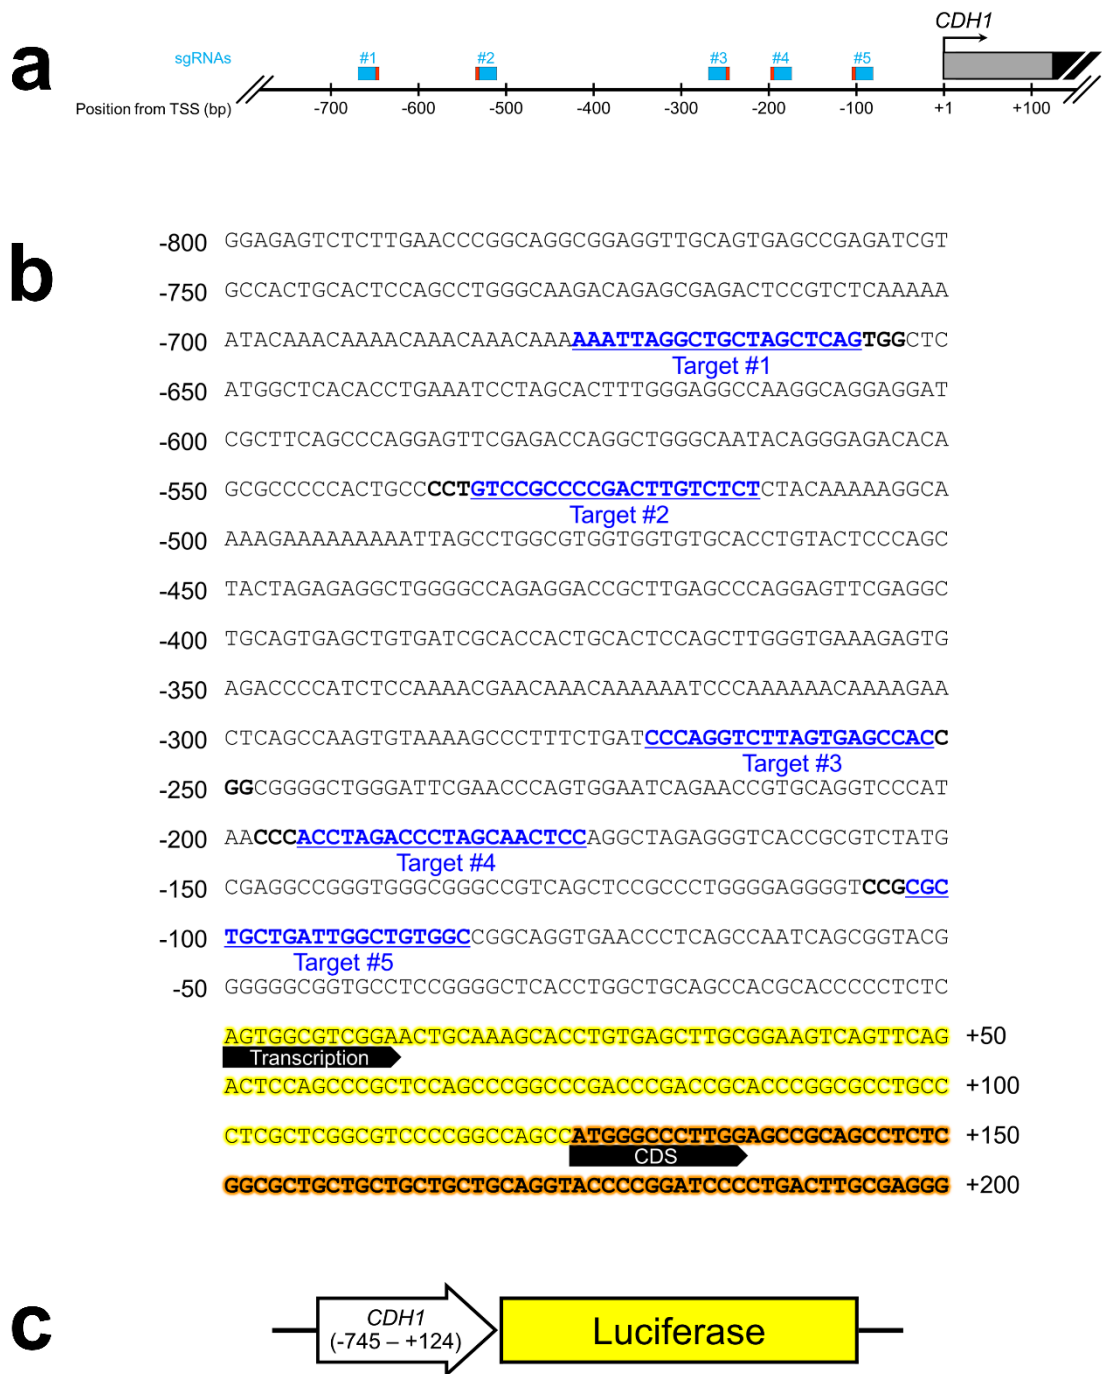 a
CDH1
sgRNAs
#1 #2 #3 #4 #5
Position from TSS (bp)
-700 -600 -500 -400 -300 -200 -100 +1 +100
b
-800 GGAGAGTCTCTTGAACCCGGCAGGCGGAGGTTGCAGTGAGCCGAGATCGT
-750 GCCACTGCACTCCAGCCTGGGCAAGACAGAGCGAGACTCCGTCTCAAAAA
-700 ATACAAACAAAACAAACAAACAAAAAATTAGGCTGCTAGCTCAGTGGCTC
Target #1
-650 ATGGCTCACACCTGAAATCCTAGCACTTTGGGAGGCCAAGGCAGGAGGAT
-600 CGCTTCAGCCCAGGAGTTCGAGACCAGGCTGGGCAATACAGGGAGACACA
-550 GCGCCCCCACTGCCCCTGTCCGCCCCGACTTGTCTCTCTACAAAAAGGCA
Target #2
-500 AAAGAAAAAAAAATTAGCCTGGCGTGGTGGTGTGCACCTGTACTCCCAGC
-450 TACTAGAGAGGCTGGGGCCAGAGGACCGCTTGAGCCCAGGAGTTCGAGGC
-400 TGCAGTGAGCTGTGATCGCACCACTGCACTCCAGCTTGGGTGAAAGAGTG
-350 AGACCCCATCTCCAAAACGAACAAACAAAAAATCCCAAAAAACAAAAGAA
-300 CTCAGCCAAGTGTAAAAGCCCTTTCTGATCCCAGGTCTTAGTGAGCCACC
Target #3
-250 GGCGGGGCTGGGATTCGAACCCAGTGGAATCAGAACCGTGCAGGTCCCAT
-200 AACCCACCTAGACCCTAGCAACTCCAGGCTAGAGGGTCACCGCGTCTATG
Target #4
-150 CGAGGCCGGGTGGGCGGGCCGTCAGCTCCGCCCTGGGGAGGGGTCCGCGC
-100 TGCTGATTGGCTGTGGCCGGCAGGTGAACCCTCAGCCAATCAGCGGTACG
Target #5
-50 GGGGGCGGTGCCTCCGGGGCTCACCTGGCTGCAGCCACGCACCCCCTCTC
AGTGGCGTCGGAACTGCAAAGCACCTGTGAGCTTGCGGAAGTCAGTTCAG +50
Transcription
ACTCCAGCCCGCTCCAGCCCGGCCCGACCCGACCGCACCCGGCGCCTGCC +100
CTCGCTCGGCGTCCCCGGCCAGCCATGGGCCCTTGGAGCCGCAGCCTCTC +150
CDS
GGCGCTGCTGCTGCTGCTGCAGGTACCCCGGATCCCCTGACTTGCGAGGG +200
c
CDH1
(-745 – +124)
Luciferase